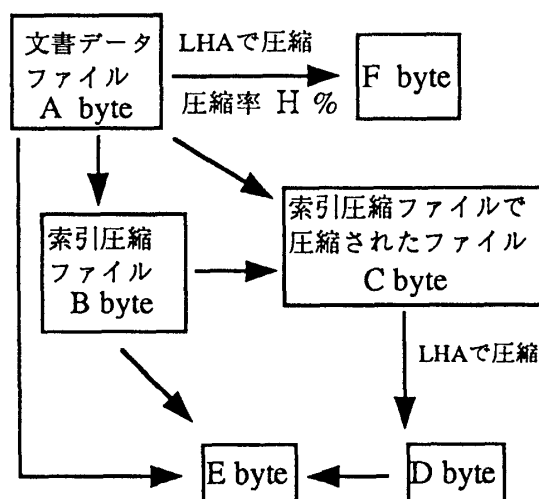 文書データ
ファイル
A byte
LHAで圧縮
圧縮率 H %
F byte
索引圧縮
ファイル
B byte
索引圧縮ファイルで
圧縮されたファイル
C byte
LHAで圧縮
E byte
D byte